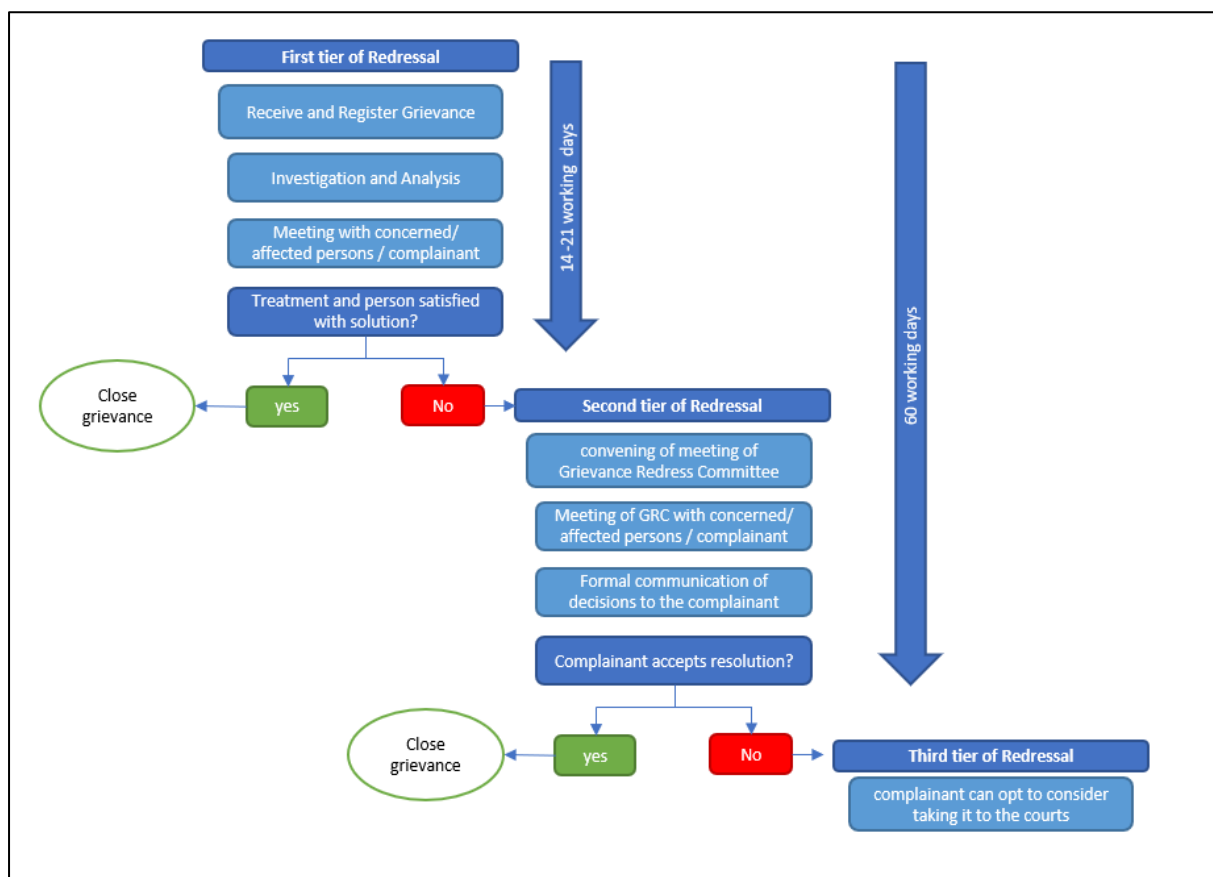 First tier of Redressal
Receive and Register Grievance
Investigation and Analysis
Meeting with concerned/
affected persons / complainant
Treatment and person satisfied
with solution?
14 -21 working days
60 working days
Close
grievance
yes
No
Second tier of Redressal
convening of meeting of
Grievance Redress Committee
Meeting of GRC with concerned/
affected persons / complainant
Formal communication of
decisions to the complainant
Complainant accepts resolution?
Close
grievance
yes
No
Third tier of Redressal
complainant can opt to consider
taking it to the courts